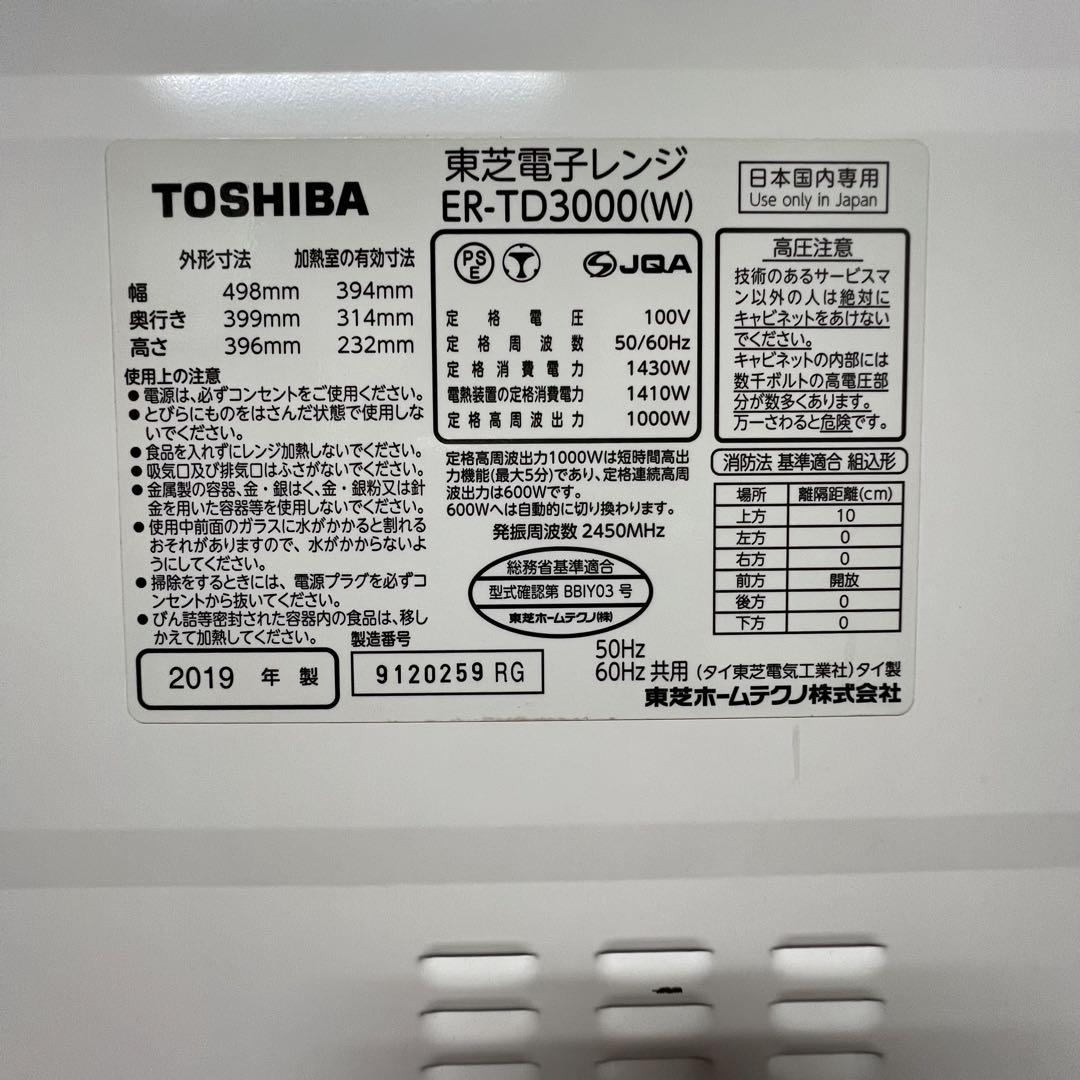 TOSHIBA
東芝電子レンジ
ER-TD3000(W)
日本国内専用
Use only in Japan
外形寸法 加熱室の有効寸法
幅 498mm 394mm
奥行き 399mm 314mm
高さ 396mm 232mm
使用上の注意
●電源は、必ずコンセントをご使用ください。
●とびらにものをはさんだ状態で使用しな
いでください。
●食品を入れずにレンジ加熱しないでください。
●吸気口及び排気口はふさがないでください。
●金属製の容器、金・銀はく、金・銀粉又は針
金を用いた容器等を使用しないでください。
●使用中前面のガラスに水がかかると割れる
おそれがありますので、水がかからないよ
うにしてください。
●掃除をするときには、電源プラグを必ずコ
ンセントから抜いてください。
●びん詰等密封された容器内の食品は、移し
かえて加熱してください。
2019 年 製
製造番号
9120259 RG
PS
E
JQA
定格電圧 100V
定格周波数 50/60Hz
定格消費電力 1430W
電熱装置の定格消費電力 1410W
定格高周波出力 1000W
定格高周波出力1000Wは短時間高出
力機能(最大5分)であり、定格連続高周
波出力は600Wです。
600Wへは自動的に切り換わります。
発振周波数 2450MHz
総務省基準適合
型式確認第 BBIY03 号
東芝ホームテクノ(株)
高圧注意
技術のあるサービスマ
ン以外の人は絶対に
キャビネットをあけない
でください。
キャビネットの内部には
数千ボルトの高電圧部
分が数多くあります。
万一さわると危険です。
消防法 基準適合 組込形
場所 離隔距離(cm)
上方 10
左方 0
右方 0
前方 開放
後方 0
下方 0
50Hz
60Hz 共用 (タイ東芝電気工業社)タイ製
東芝ホームテクノ株式会社